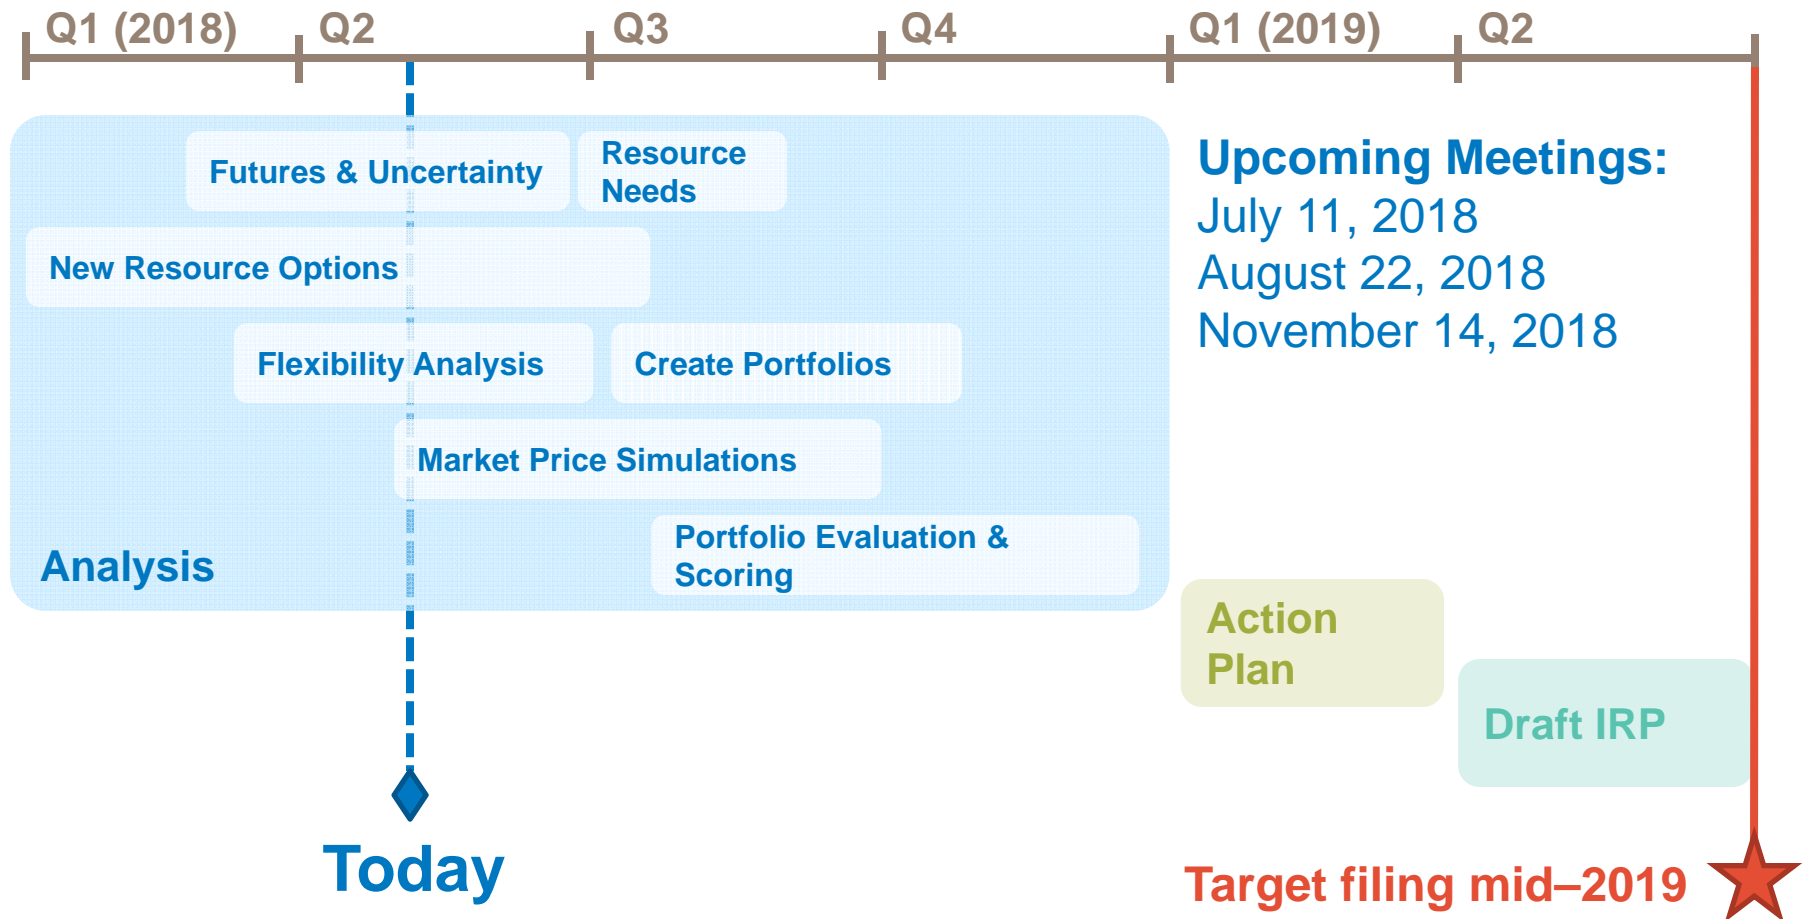 Q1 (2018)
Q2
Q3
Q4
Q1 (2019)
Q2
Futures & Uncertainty
Resource
Needs
New Resource Options
Flexibility Analysis
Create Portfolios
Market Price Simulations
Portfolio Evaluation &
Scoring
Analysis
Upcoming Meetings:
July 11, 2018
August 22, 2018
November 14, 2018
Action
Plan
Draft IRP
Today
Target filing mid–2019